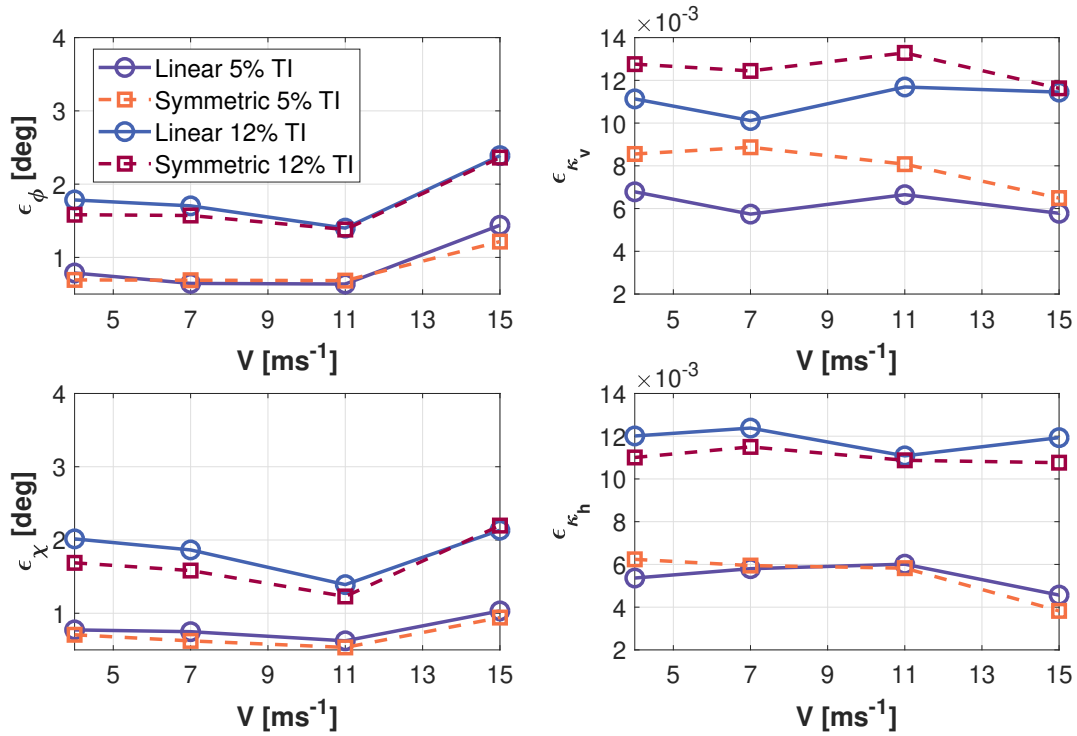 4
3
2
1
ϵ_ϕ [deg]
Linear 5% TI
Symmetric 5% TI
Linear 12% TI
Symmetric 12% TI
5 7 9 11 13 15
V [ms⁻¹]
×10⁻³
14
12
10
8
6
4
2
ϵ_κ_v
5 7 9 11 13 15
V [ms⁻¹]
4
3
2
1
ϵ_χ [deg]
5 7 9 11 13 15
V [ms⁻¹]
×10⁻³
14
12
10
8
6
4
2
ϵ_κ_h
5 7 9 11 13 15
V [ms⁻¹]